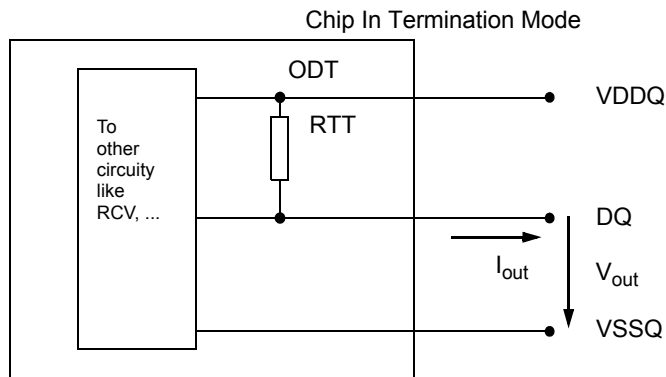 Chip In Termination Mode
ODT
VDDQ
To
other
circuity
like
RCV, ...
RTT
DQ
Iout
Vout
VSSQ